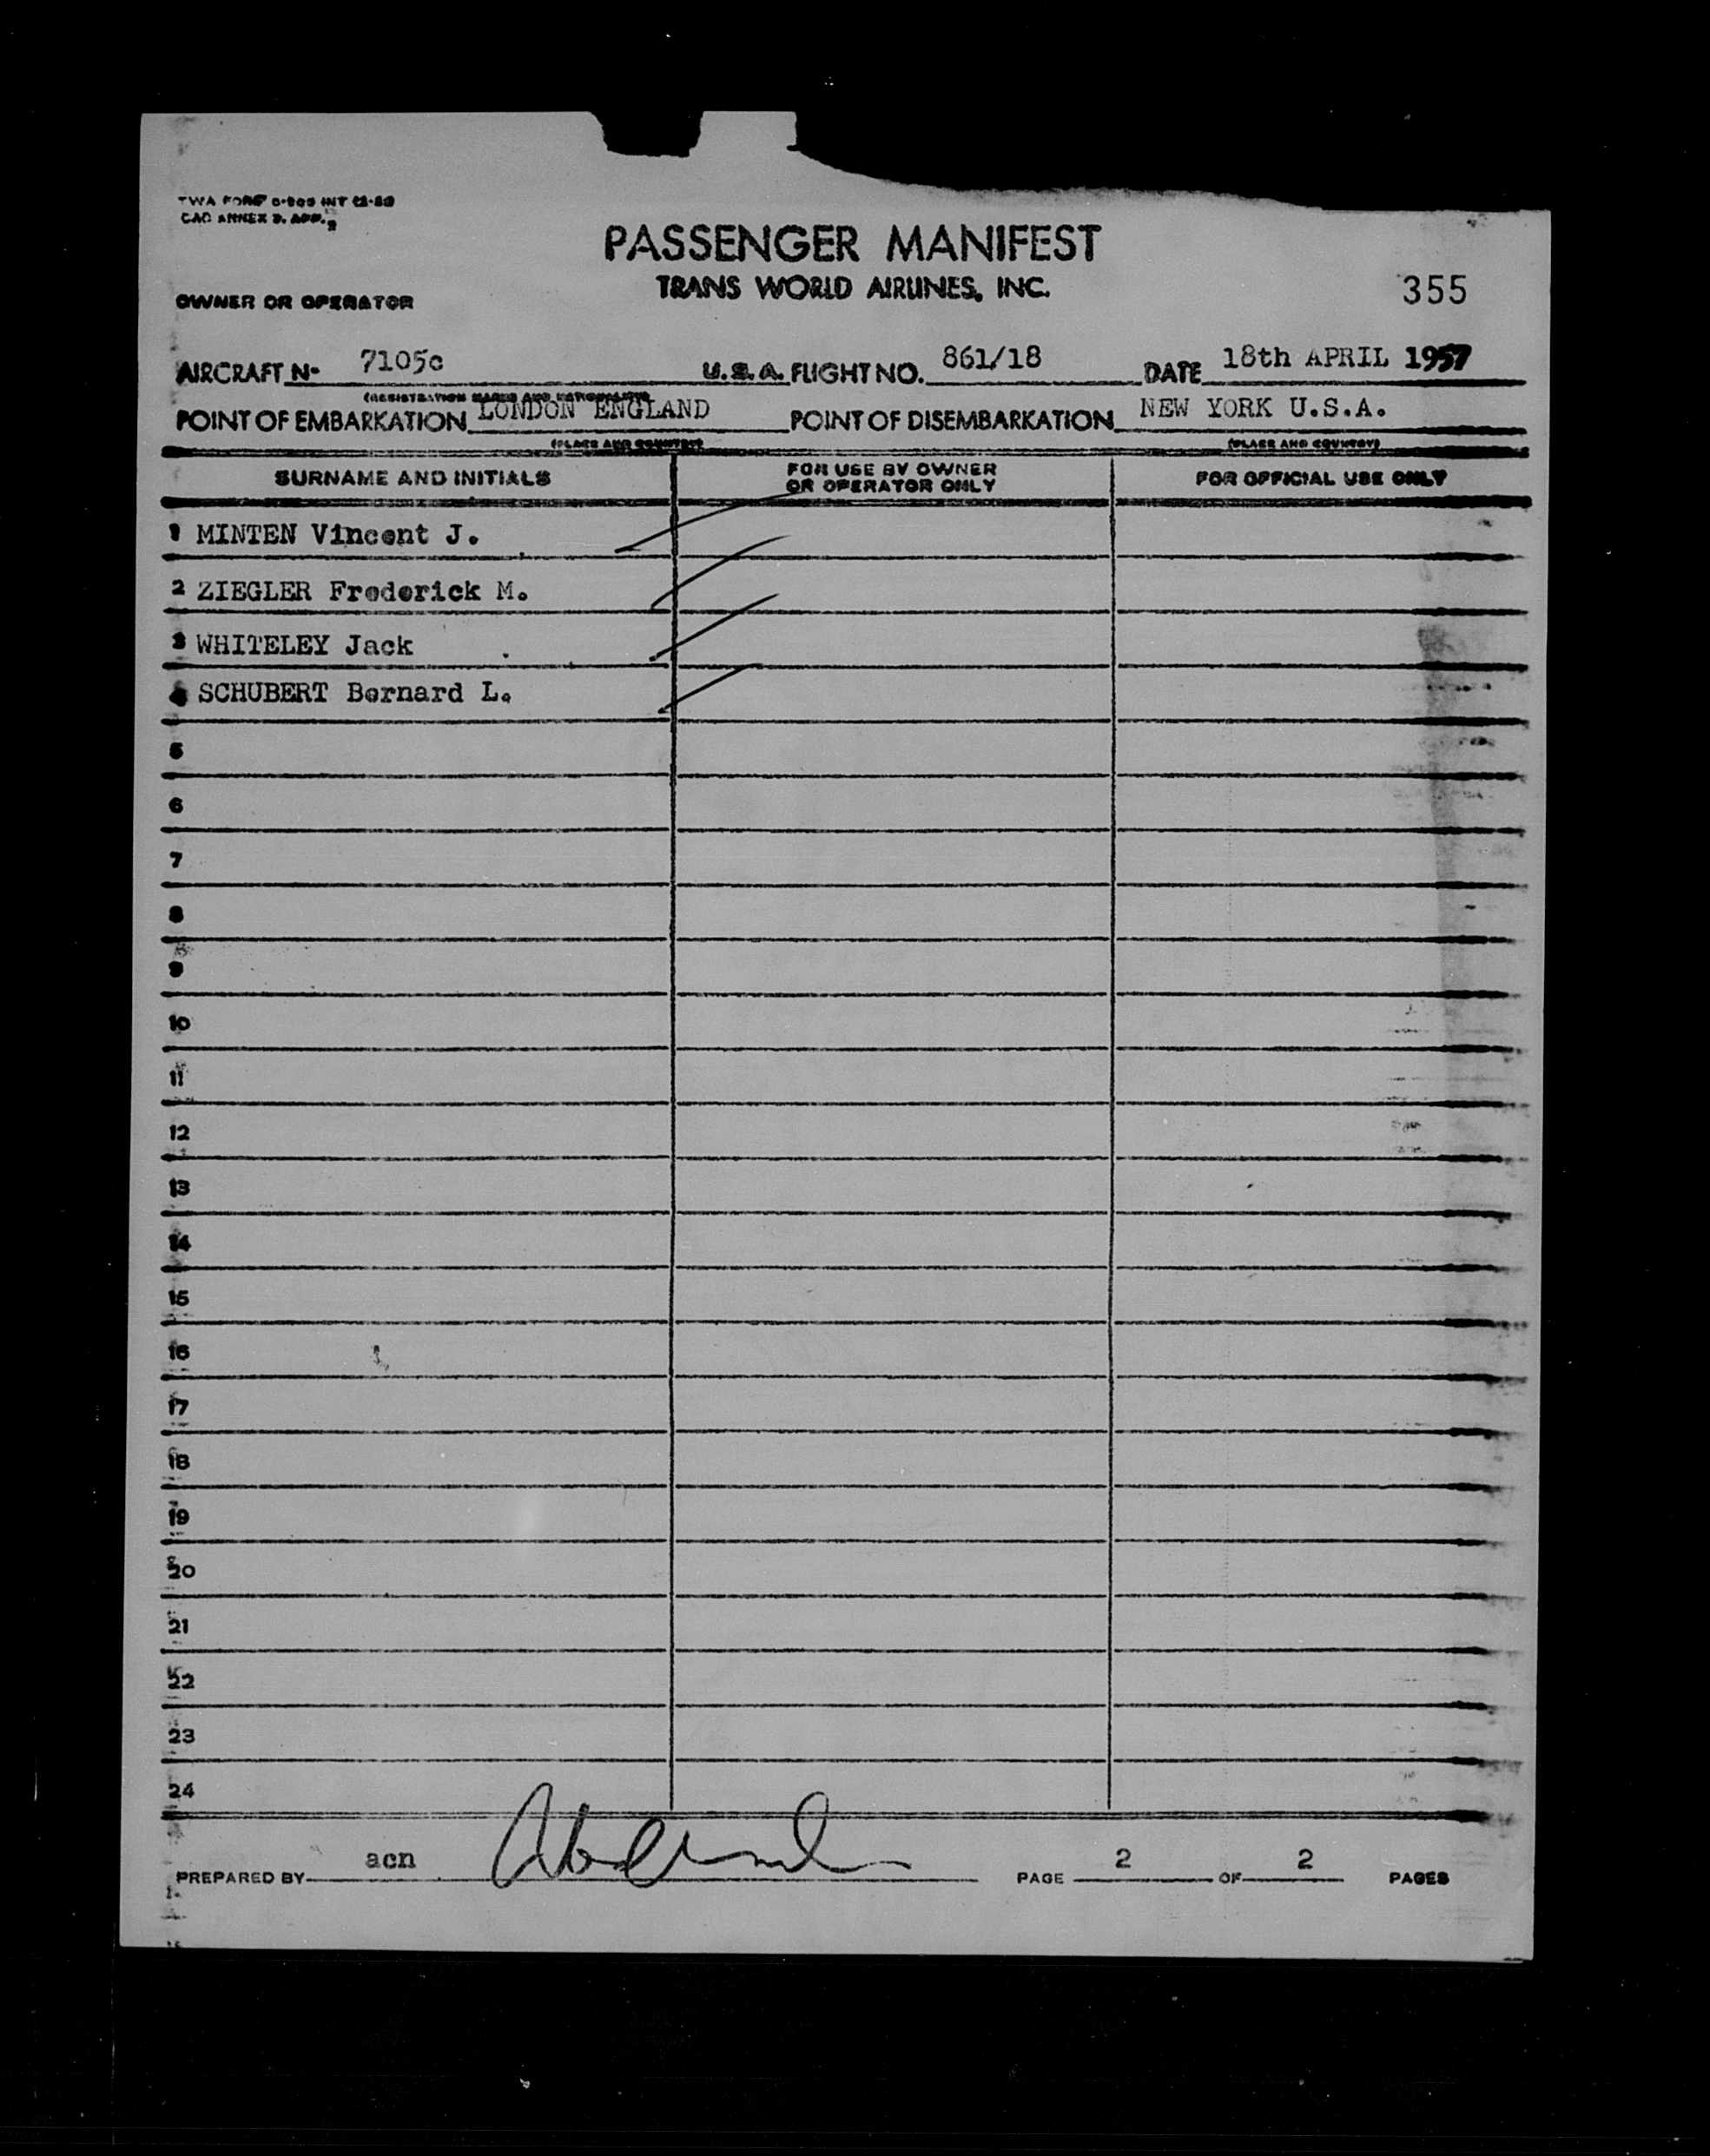 PASSENGER MANIFEST
TRANS WORLD AIRLINES, INC.
355
OWNER OR OPERATOR
AIRCRAFT Nº 7105c U.S.A. FLIGHT NO. 861/18 DATE 18th APRIL 1957
(REGISTRATION MARKS AND NATIONALITY)
POINT OF EMBARKATION LONDON ENGLAND POINT OF DISEMBARKATION NEW YORK U.S.A.
(PLACE AND COUNTRY) (PLACE AND COUNTRY)
SURNAME AND INITIALS FOR USE BY OWNER OR OPERATOR ONLY FOR OFFICIAL USE ONLY
1 MINTEN Vincent J.
2 ZIEGLER Frederick M.
3 WHITELEY Jack
4 SCHUBERT Bernard L.
5
6
7
8
9
10
11
12
13
14
15
16
17
18
19
20
21
22
23
24
PREPARED BY acn PAGE 2 OF 2 PAGES